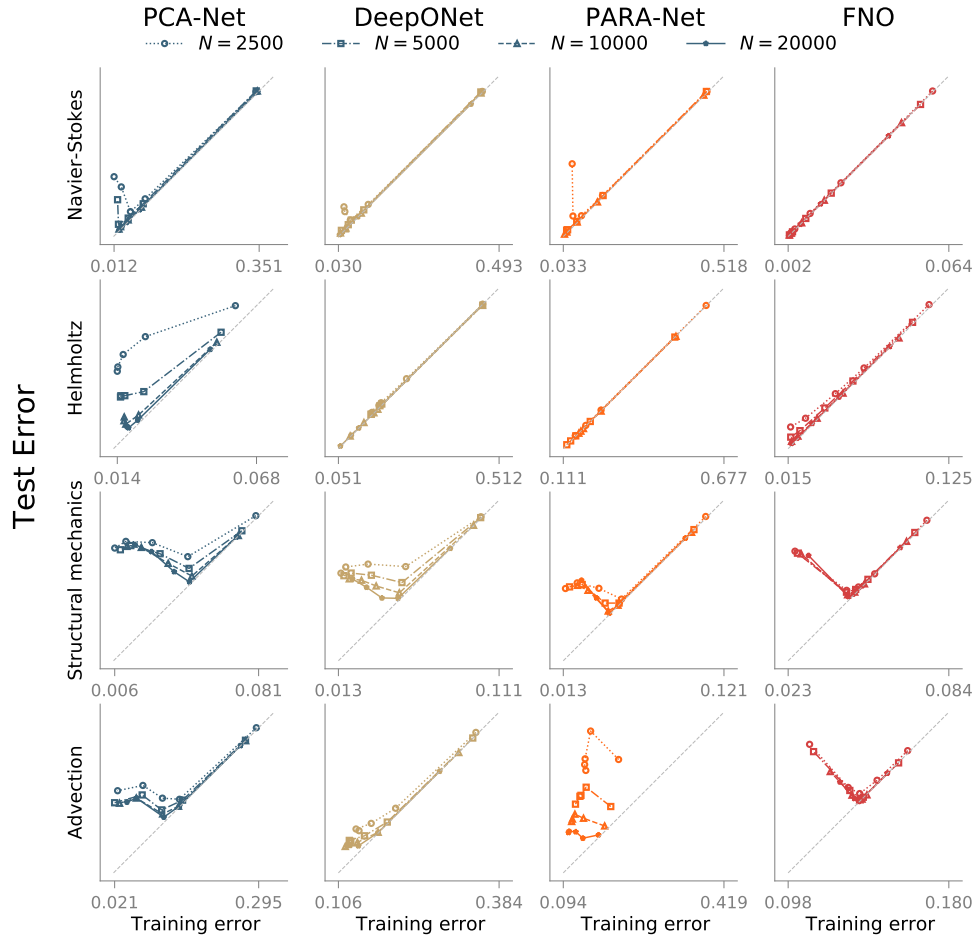 PCA-Net DeepONet PARA-Net FNO
N = 2500 N = 5000 N = 10000 N = 20000
Test Error
Navier-Stokes
0.012 0.351 0.030 0.493 0.033 0.518 0.002 0.064
Helmholtz
0.014 0.068 0.051 0.512 0.111 0.677 0.015 0.125
Structural mechanics
0.006 0.081 0.013 0.111 0.013 0.121 0.023 0.084
Advection
0.021 0.295 0.106 0.384 0.094 0.419 0.098 0.180
Training error Training error Training error Training error